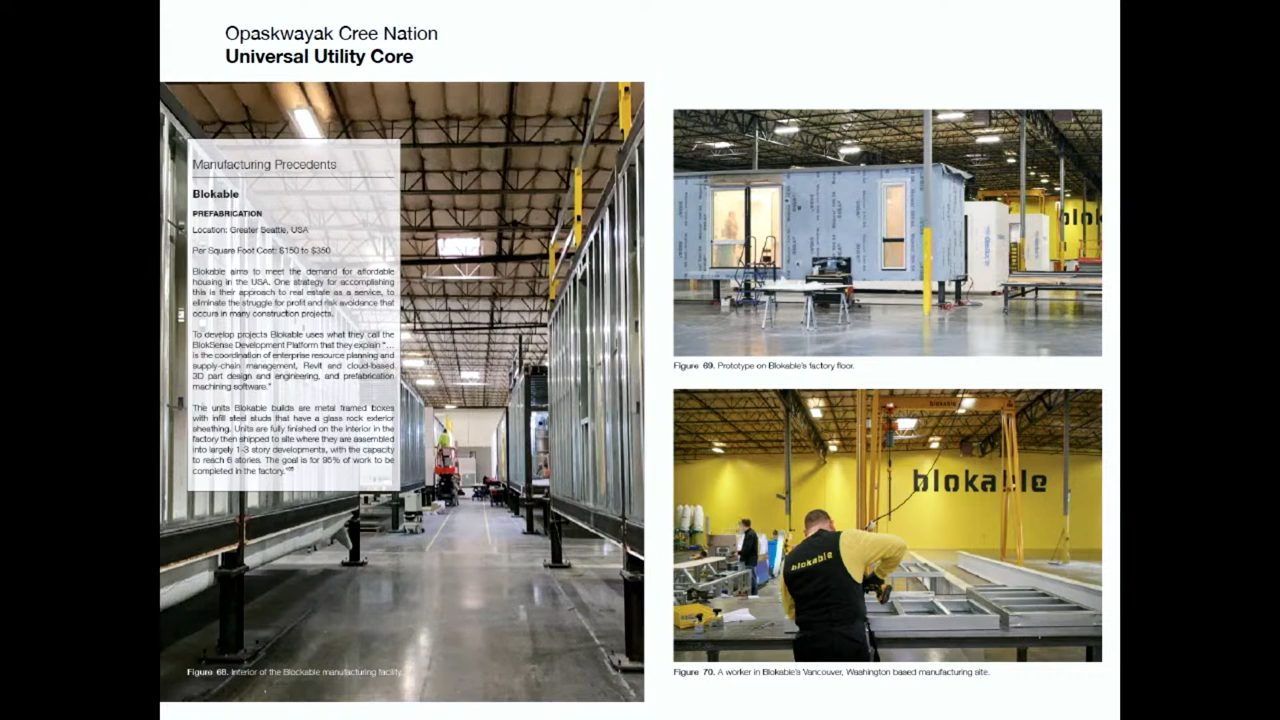 Opaskwayak Cree Nation
Universal Utility Core
Manufacturing Precedents
Blokable
PREFABRICATION
Location: Greater Seattle, USA
Per Square Foot Cost: $150 to $350
Blokable aims to meet the demand for affordable
housing in the USA. One strategy for accomplishing
this is their approach to real estate as a service, to
eliminate the struggle for profit and risk avoidance that
occurs in many construction projects.
To develop projects Blokable uses what they call the
BlokSense Development Platform that they explain "...
is the coordination of enterprise resource planning and
supply-chain management, Revit and cloud-based
3D part design and engineering, and prefabrication
machining software."
The units Blokable builds are metal framed boxes
with infill steel studs that have a glass rock exterior
sheathing. Units are fully finished on the interior in the
factory then shipped to site where they are assembled
into largely 1-3 story developments, with the capacity
to reach 6 stories. The goal is for 95% of work to be
completed in the factory."
Figure 68. Interior of the Blockable manufacturing facility.
blok
Figure 69. Prototype on Blokable's factory floor.
blokable
blokable
blokable
Figure 70. A worker in Blokable's Vancouver, Washington based manufacturing site.